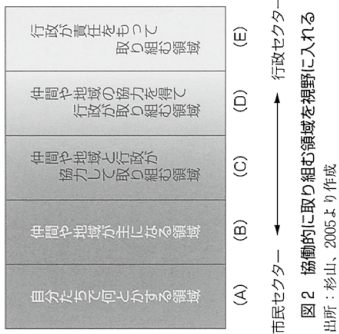 自分たちで何とかする領域
仲間や地域が主になる領域
仲間や地域と行政が
協力して取り組む領域
仲間や地域の協力を得て
行政が取り組む領域
行政が責任をもって
取り組む領域
(A)
(B)
(C)
(D)
(E)
市民セクター
行政セクター
図2 協働的に取り組む領域を視野に入れる
出所：杉山、2005より作成